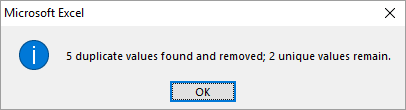 Microsoft Excel
5 duplicate values found and removed; 2 unique values remain.
OK